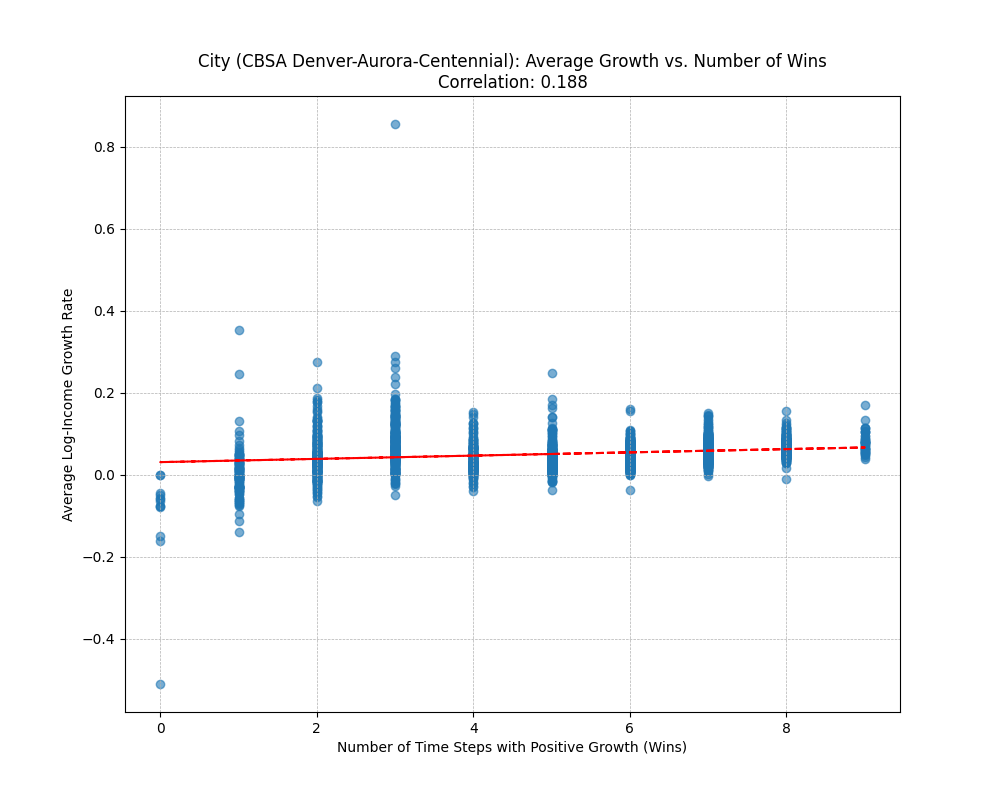 City (CBSA Denver-Aurora-Centennial): Average Growth vs. Number of Wins
Correlation: 0.188
Average Log-Income Growth Rate
0.8
0.6
0.4
0.2
0.0
−0.2
−0.4
0 2 4 6 8
Number of Time Steps with Positive Growth (Wins)